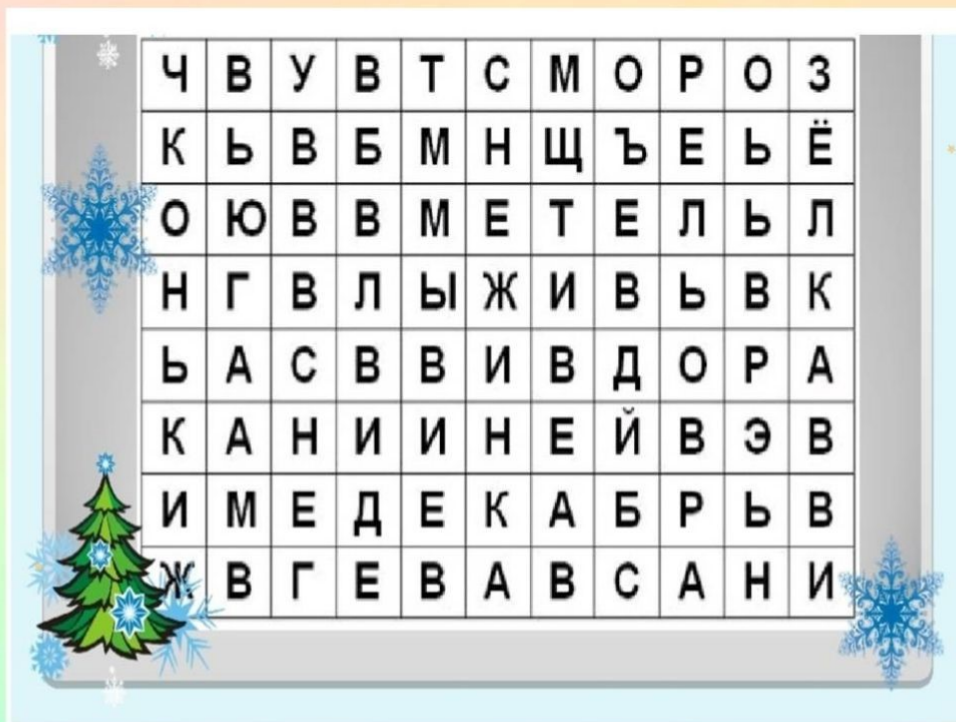 Ч В У В Т С М О Р О З
К Ь В Б М Н Щ Ъ Е Ь Ё
О Ю В В М Е Т Е Л Ь Л
Н Г В Л Ы Ж И В Ь В К
Ь А С В В И В Д О Р А
К А Н И И Н Е Й В Э В
И М Е Д Е К А Б Р Ь В
Ж В Г Е В А В С А Н И